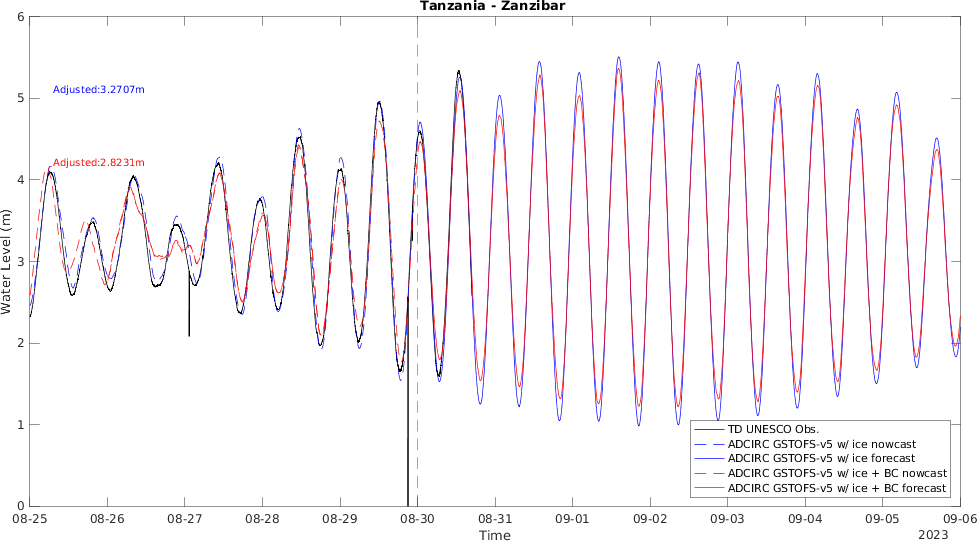 Tanzania - Zanzibar
6
5
4
3
2
1
0
Water Level (m)
Adjusted:3.2707m
Adjusted:2.8231m
TD UNESCO Obs.
ADCIRC GSTOFS-v5 w/ ice nowcast
ADCIRC GSTOFS-v5 w/ ice forecast
ADCIRC GSTOFS-v5 w/ ice + BC nowcast
ADCIRC GSTOFS-v5 w/ ice + BC forecast
08-25 08-26 08-27 08-28 08-29 08-30 08-31 09-01 09-02 09-03 09-04 09-05 09-06
Time
2023